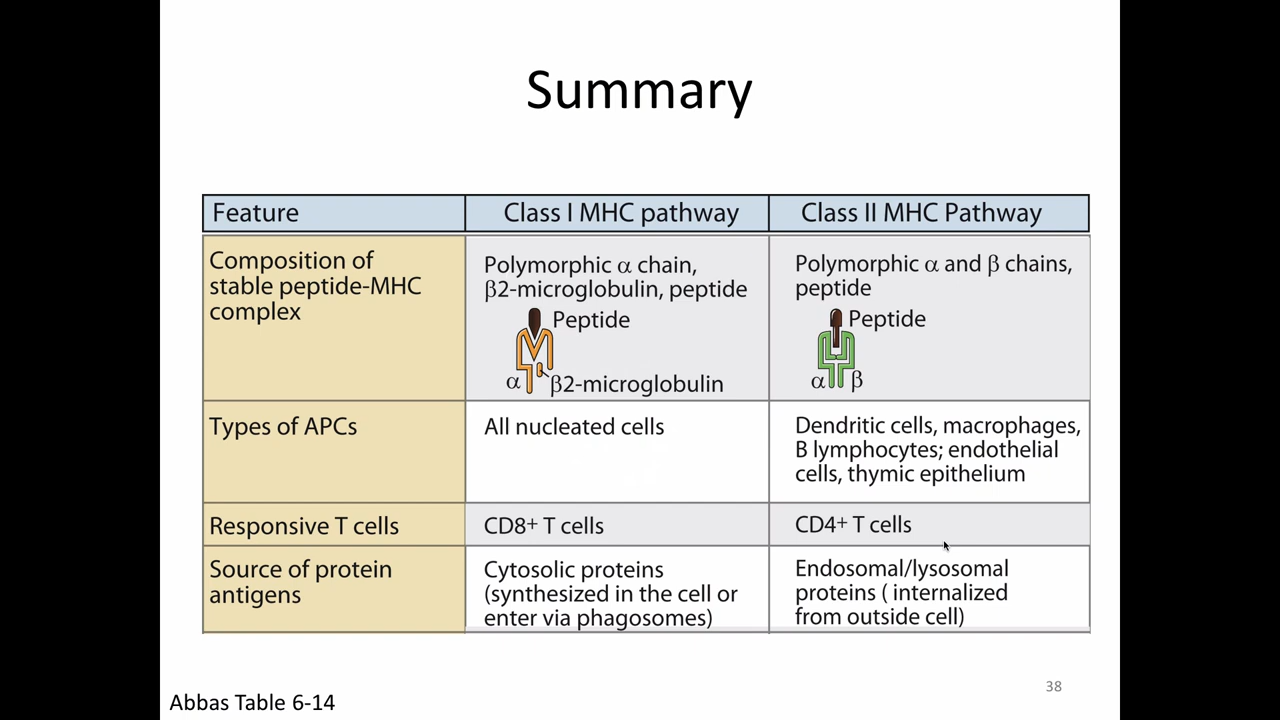 Summary
Feature
Class I MHC pathway
Class II MHC Pathway
Composition of
stable peptide-MHC
complex
Polymorphic α chain,
β2-microglobulin, peptide
Peptide
α
β2-microglobulin
Polymorphic α and β chains,
peptide
Peptide
α
β
Types of APCs
All nucleated cells
Dendritic cells, macrophages,
B lymphocytes; endothelial
cells, thymic epithelium
Responsive T cells
CD8+ T cells
CD4+ T cells
Source of protein
antigens
Cytosolic proteins
(synthesized in the cell or
enter via phagosomes)
Endosomal/lysosomal
proteins ( internalized
from outside cell)
38
Abbas Table 6-14